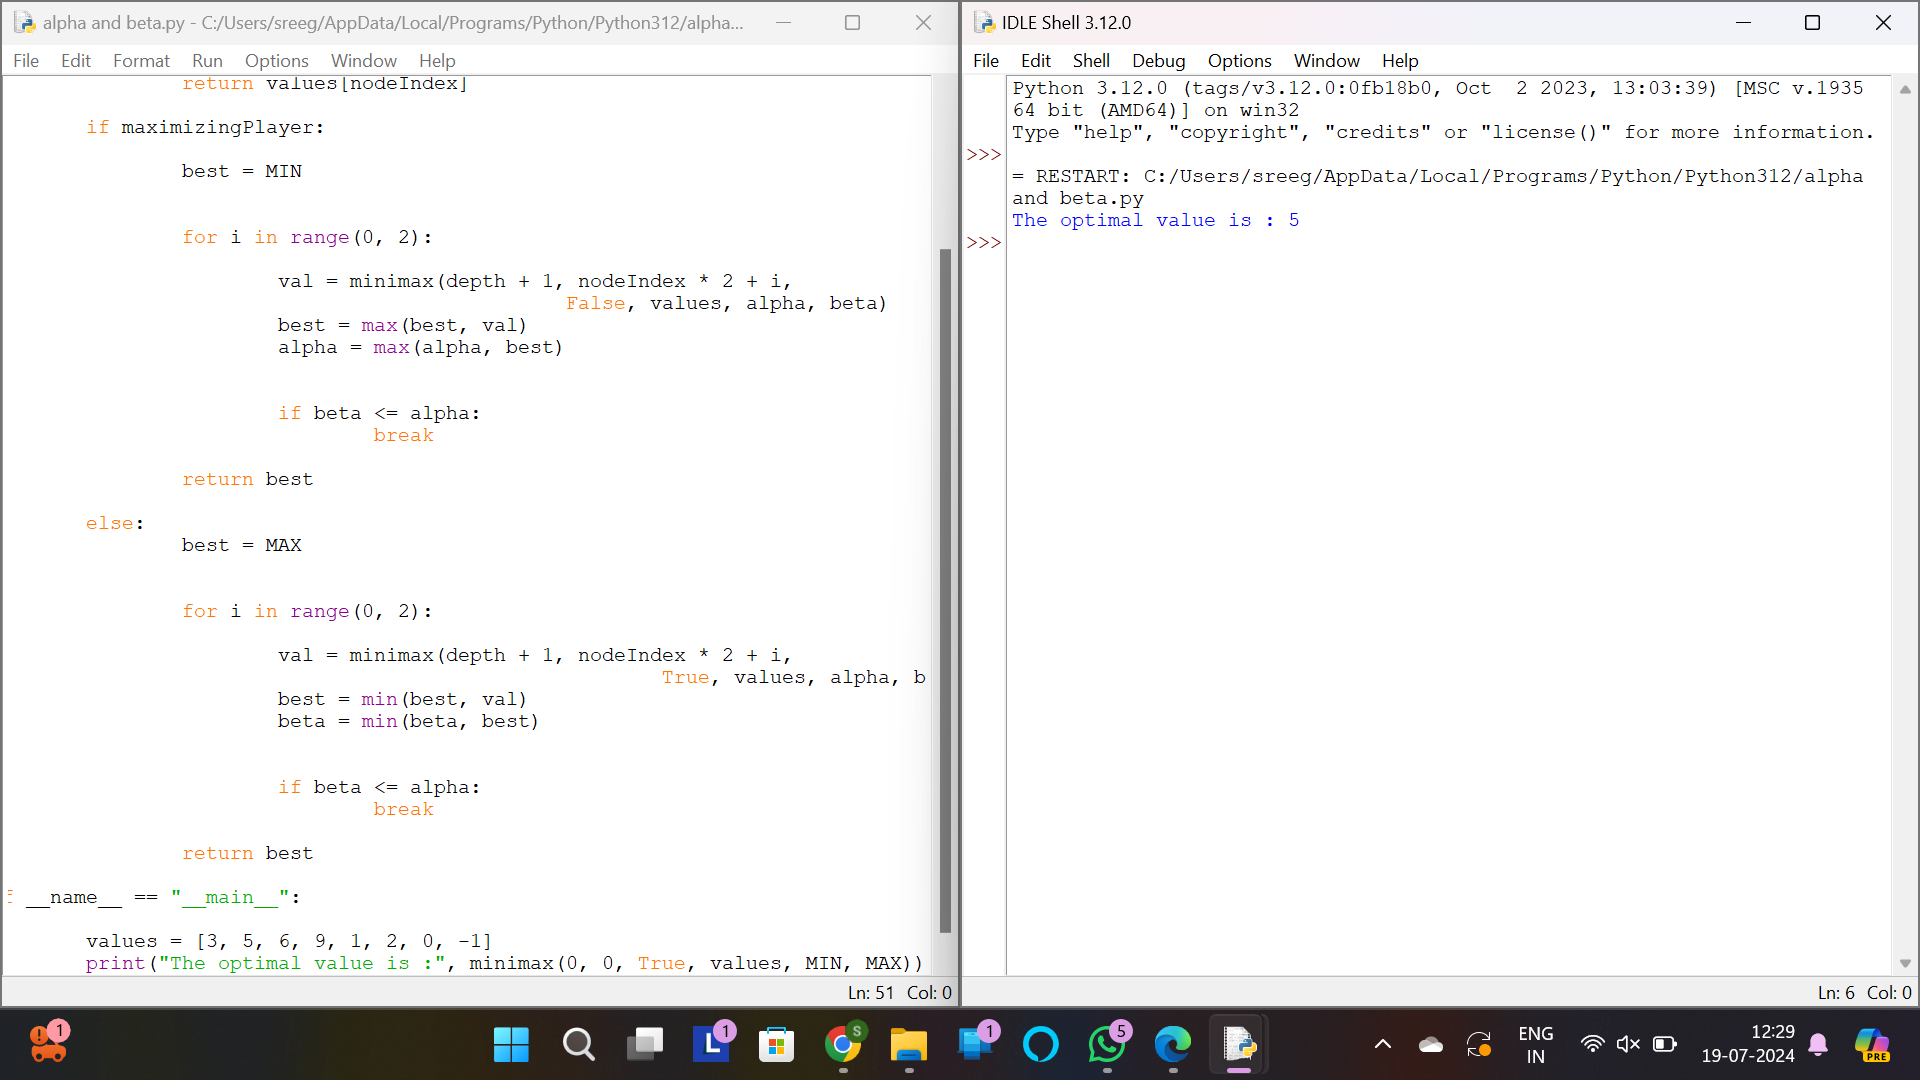 alpha and beta.py - C:/Users/sreeg/AppData/Local/Programs/Python/Python312/alpha...
File Edit Format Run Options Window Help
return values[nodeIndex]
if maximizingPlayer:
best = MIN
for i in range(0, 2):
val = minimax(depth + 1, nodeIndex * 2 + i,
False, values, alpha, beta)
best = max(best, val)
alpha = max(alpha, best)
if beta <= alpha:
break
return best
else:
best = MAX
for i in range(0, 2):
val = minimax(depth + 1, nodeIndex * 2 + i,
True, values, alpha, b
best = min(best, val)
beta = min(beta, best)
if beta <= alpha:
break
return best
__name__ == "__main__":
values = [3, 5, 6, 9, 1, 2, 0, -1]
print("The optimal value is :", minimax(0, 0, True, values, MIN, MAX))
Ln: 51 Col: 0
IDLE Shell 3.12.0
File Edit Shell Debug Options Window Help
Python 3.12.0 (tags/v3.12.0:0fb18b0, Oct  2 2023, 13:03:39) [MSC v.1935
64 bit (AMD64)] on win32
Type "help", "copyright", "credits" or "license()" for more information.
>>>
= RESTART: C:/Users/sreeg/AppData/Local/Programs/Python/Python312/alpha
and beta.py
The optimal value is : 5
>>>
Ln: 6 Col: 0
1
L 1
S
1
5
ENG
IN
12:29
19-07-2024
PRE